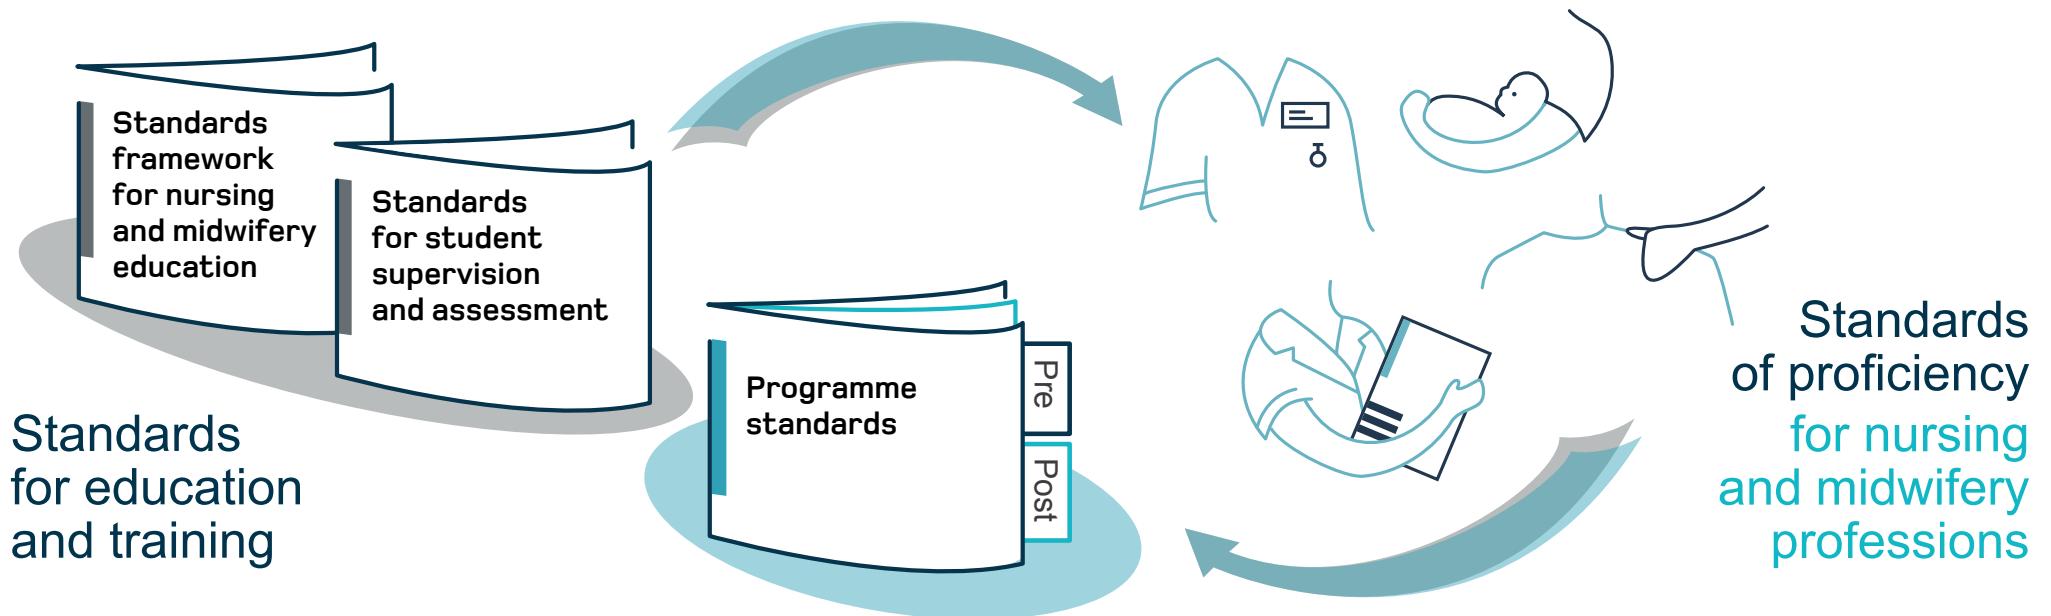 Standards
framework
for nursing
and midwifery
education
Standards
for student
supervision
and assessment
Programme
standards
Pre
Post
Standards
for education
and training
Standards
of proficiency
for nursing
and midwifery
professions